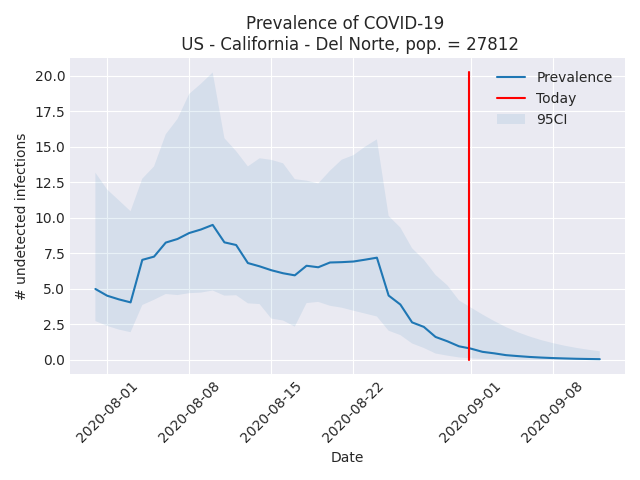 Prevalence of COVID-19
US - California - Del Norte, pop. = 27812
Prevalence
Today
95CI
# undetected infections
20.0
17.5
15.0
12.5
10.0
7.5
5.0
2.5
0.0
2020-08-01
2020-08-08
2020-08-15
2020-08-22
2020-09-01
2020-09-08
Date